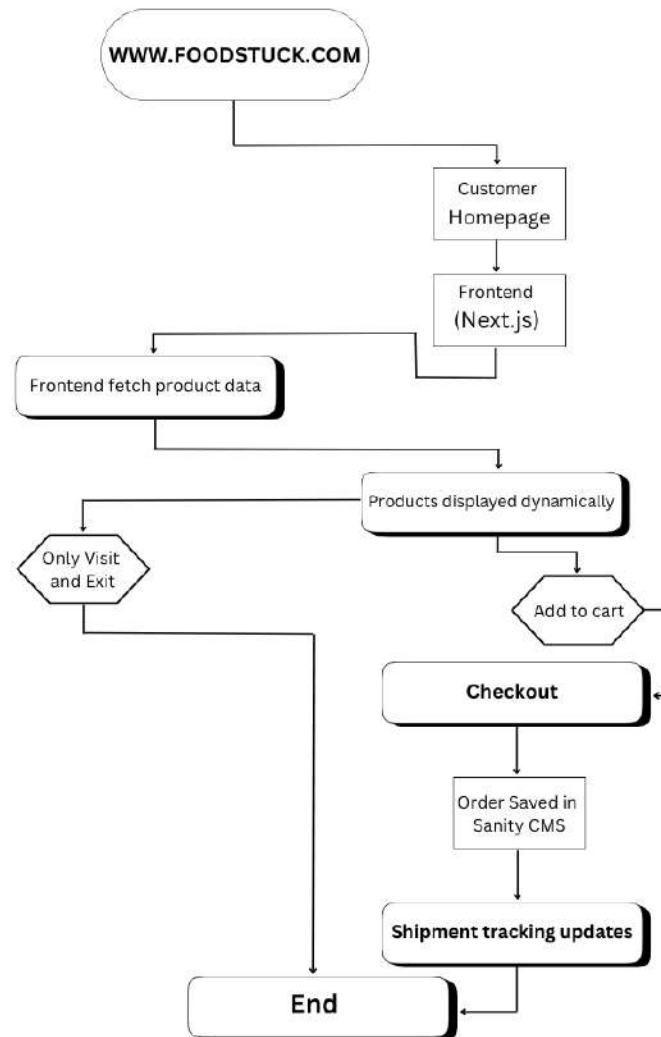 WWW.FOODSTUCK.COM
Customer
Homepage
Frontend
(Next.js)
Frontend fetch product data
Products displayed dynamically
Only Visit
and Exit
Add to cart
Checkout
Order Saved in
Sanity CMS
Shipment tracking updates
End